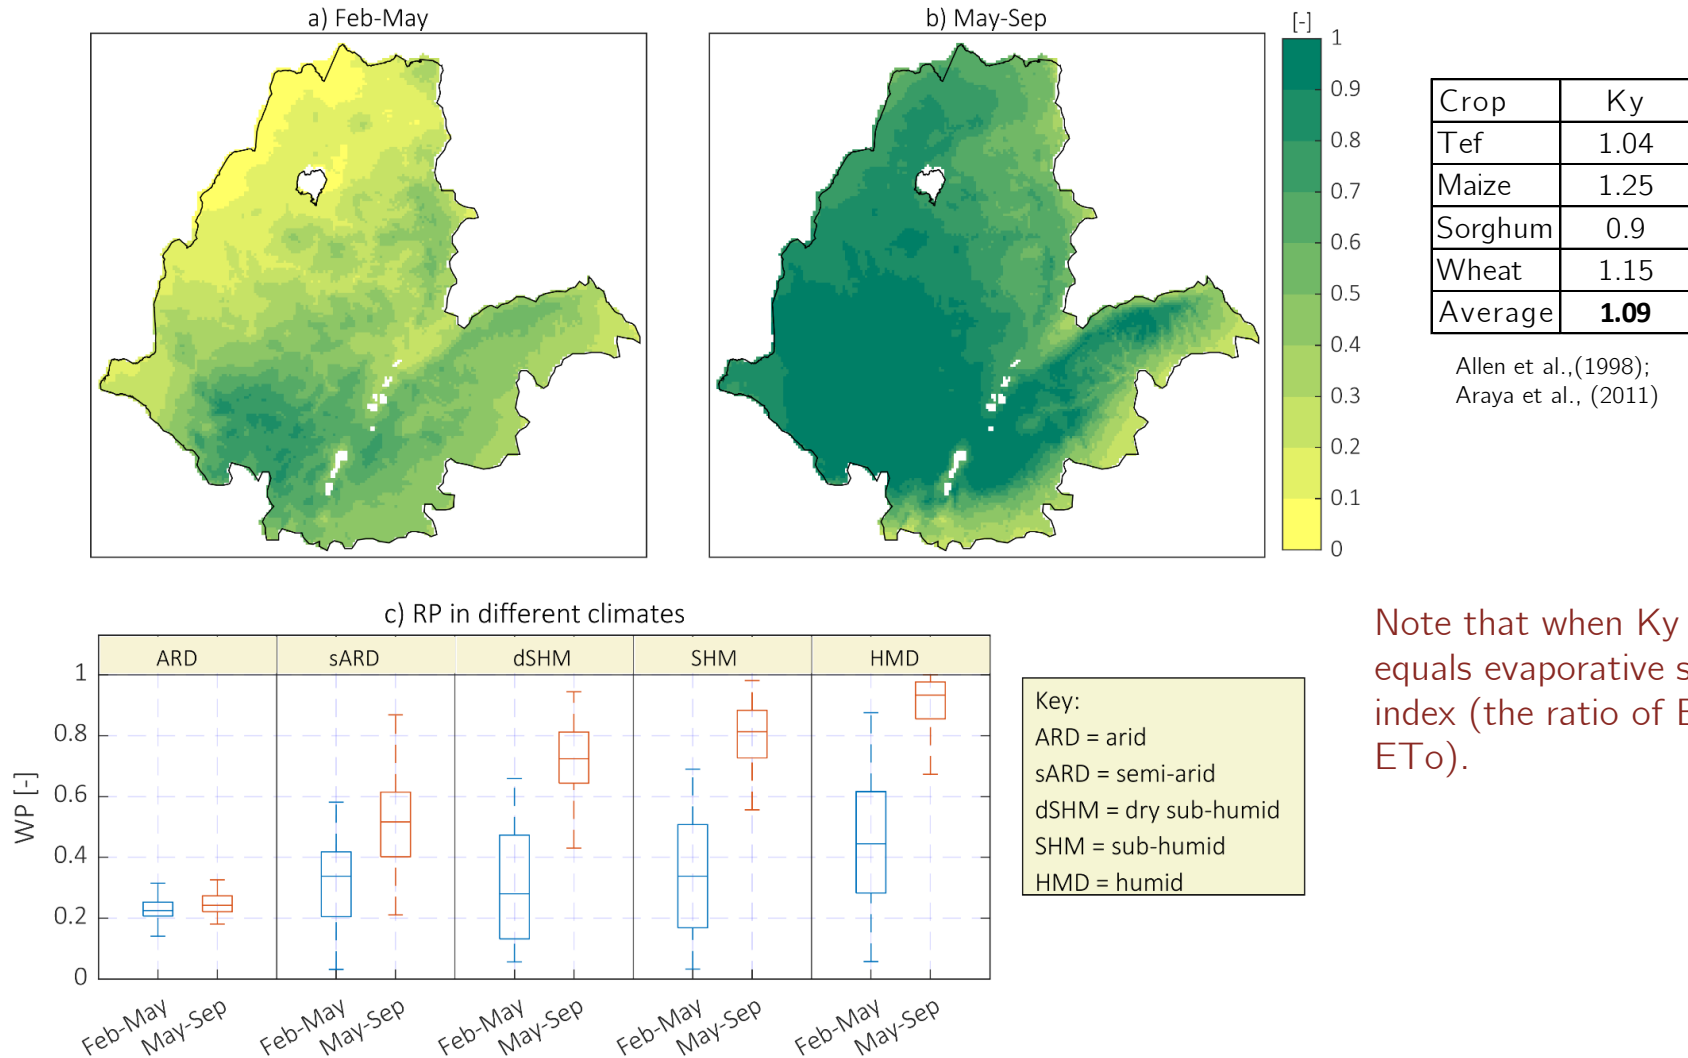 a) Feb-May
b) May-Sep
[-]
1
0.9
0.8
0.7
0.6
0.5
0.4
0.3
0.2
0.1
0
Crop Ky
Tef 1.04
Maize 1.25
Sorghum 0.9
Wheat 1.15
Average 1.09
Allen et al.,(1998);
Araya et al., (2011)
c) RP in different climates
ARD sARD dSHM SHM HMD
WP [-]
1
0.8
0.6
0.4
0.2
0
Feb-May May-Sep Feb-May May-Sep Feb-May May-Sep Feb-May May-Sep Feb-May May-Sep
Key:
ARD = arid
sARD = semi-arid
dSHM = dry sub-humid
SHM = sub-humid
HMD = humid
Note that when Ky
equals evaporative
index (the ratio of
ETo).